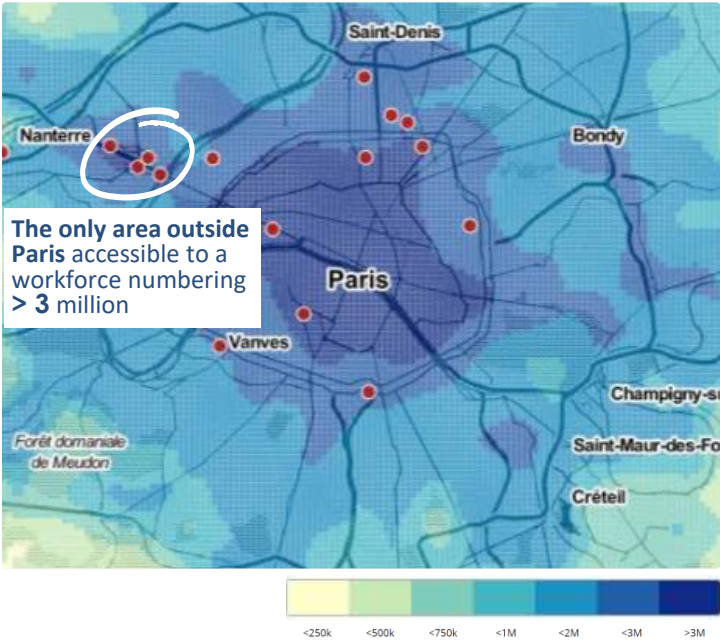 Saint-Denis
Nanterre
Bondy
The only area outside
Paris accessible to a
workforce numbering
> 3 million
Paris
Vanves
Champigny-su
Forêt domaniale
de Meudon
Saint-Maur-des-Fo
Créteil
<250k <500k <750k <1M <2M <3M >3M